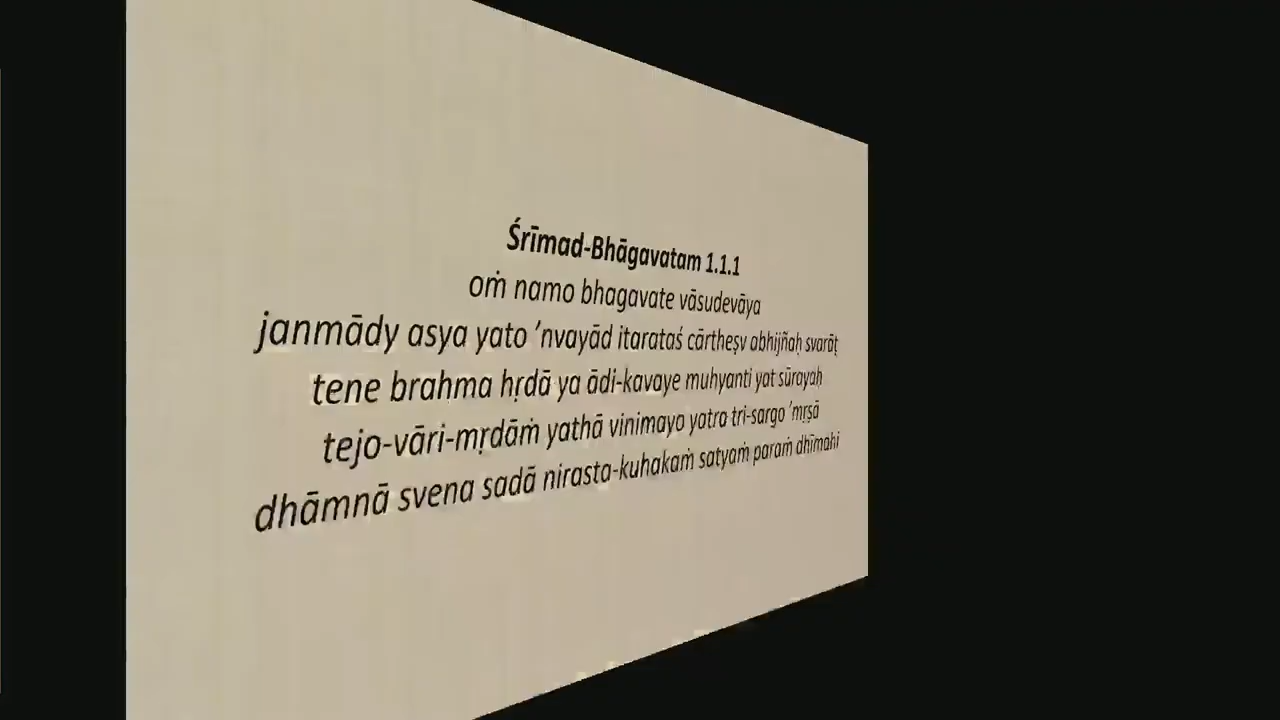 Śrīmad-Bhāgavatam 1.1.1
oṁ namo bhagavate vāsudevāya
janmādy asya yato ’nvayād itarataś cārtheṣv abhijñaḥ svarāṭ
tene brahma hṛdā ya ādi-kavaye muhyanti yat sūrayaḥ
tejo-vāri-mṛdāṁ yathā vinimayo yatra tri-sargo ’mṛṣā
dhāmnā svena sadā nirasta-kuhakaṁ satyaṁ paraṁ dhīmahi